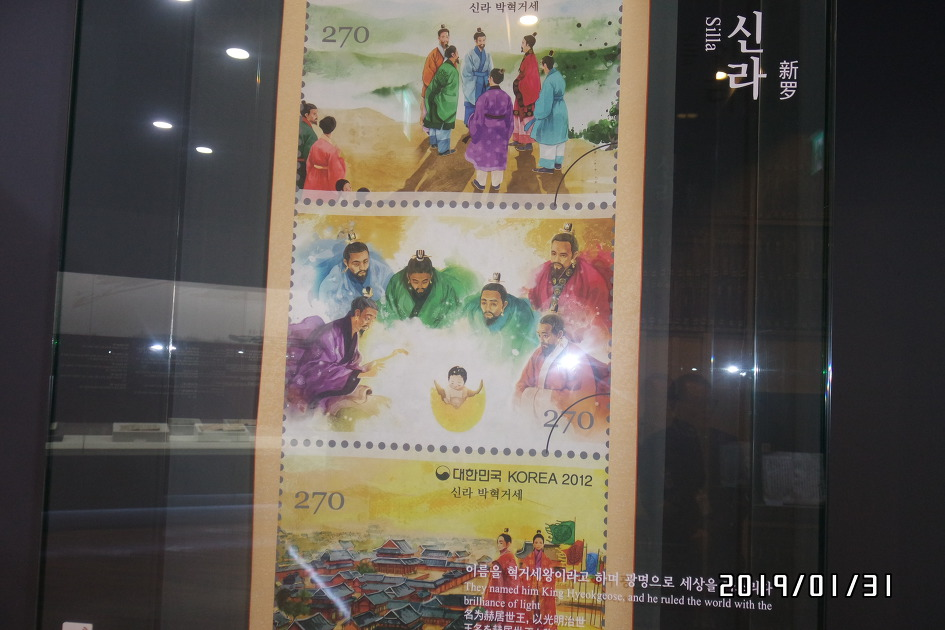 신라 박혁거세
270
신라
Silla
新罗
270
대한민국 KOREA 2012
신라 박혁거세
270
이름을 혁거세왕이라고 하며 광명으로 세상을
They named him King Hyeokgeose, and he ruled the world with the
brilliance of light
名为赫居世王，以光明治世
2019/01/31